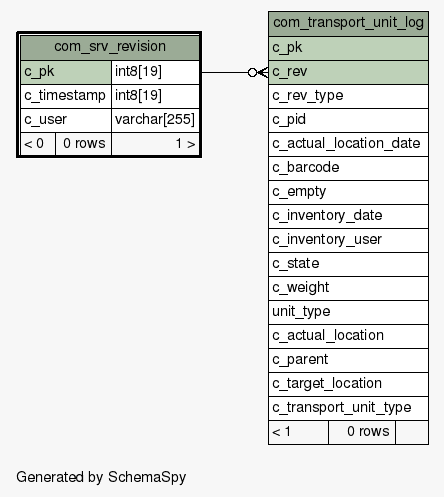 com_srv_revision
c_pk int8[19]
c_timestamp int8[19]
c_user varchar[255]
< 0 0 rows 1 >
com_transport_unit_log
c_pk
c_rev
c_rev_type
c_pid
c_actual_location_date
c_barcode
c_empty
c_inventory_date
c_inventory_user
c_state
c_weight
unit_type
c_actual_location
c_parent
c_target_location
c_transport_unit_type
< 1 0 rows
Generated by SchemaSpy